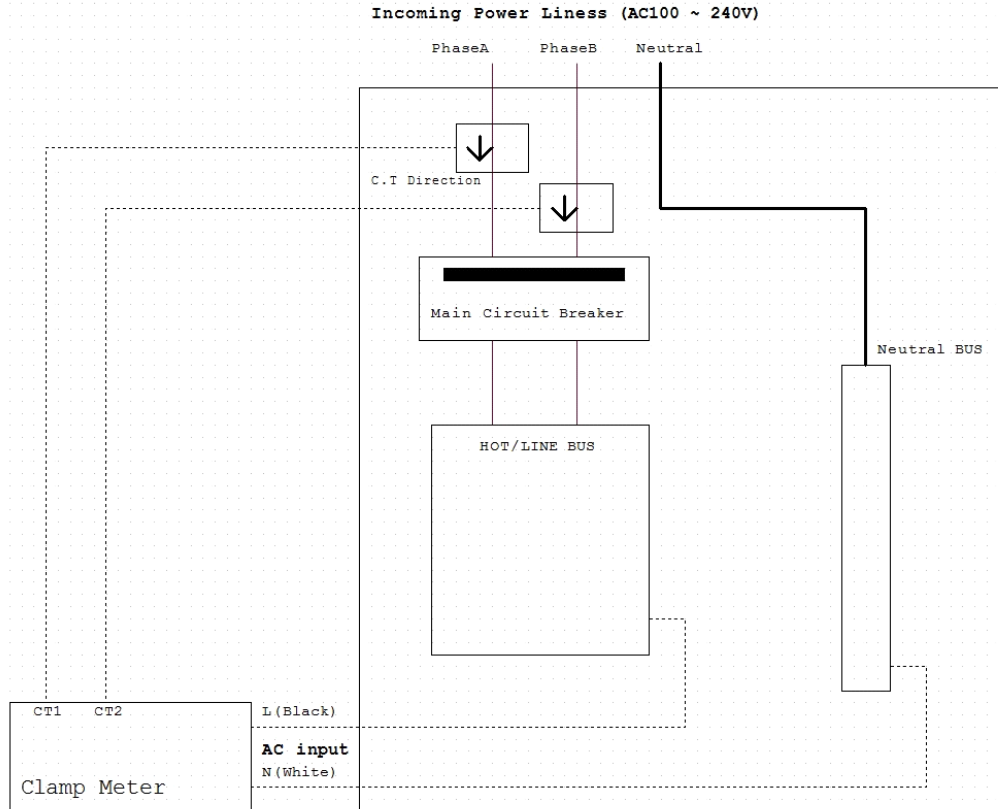 Incoming Power Liness (AC100 ~ 240V)
PhaseA PhaseB Neutral
C.T Direction
Main Circuit Breaker
Neutral BUS
HOT/LINE BUS
CT1 CT2
L(Black)
AC input
N(White)
Clamp Meter